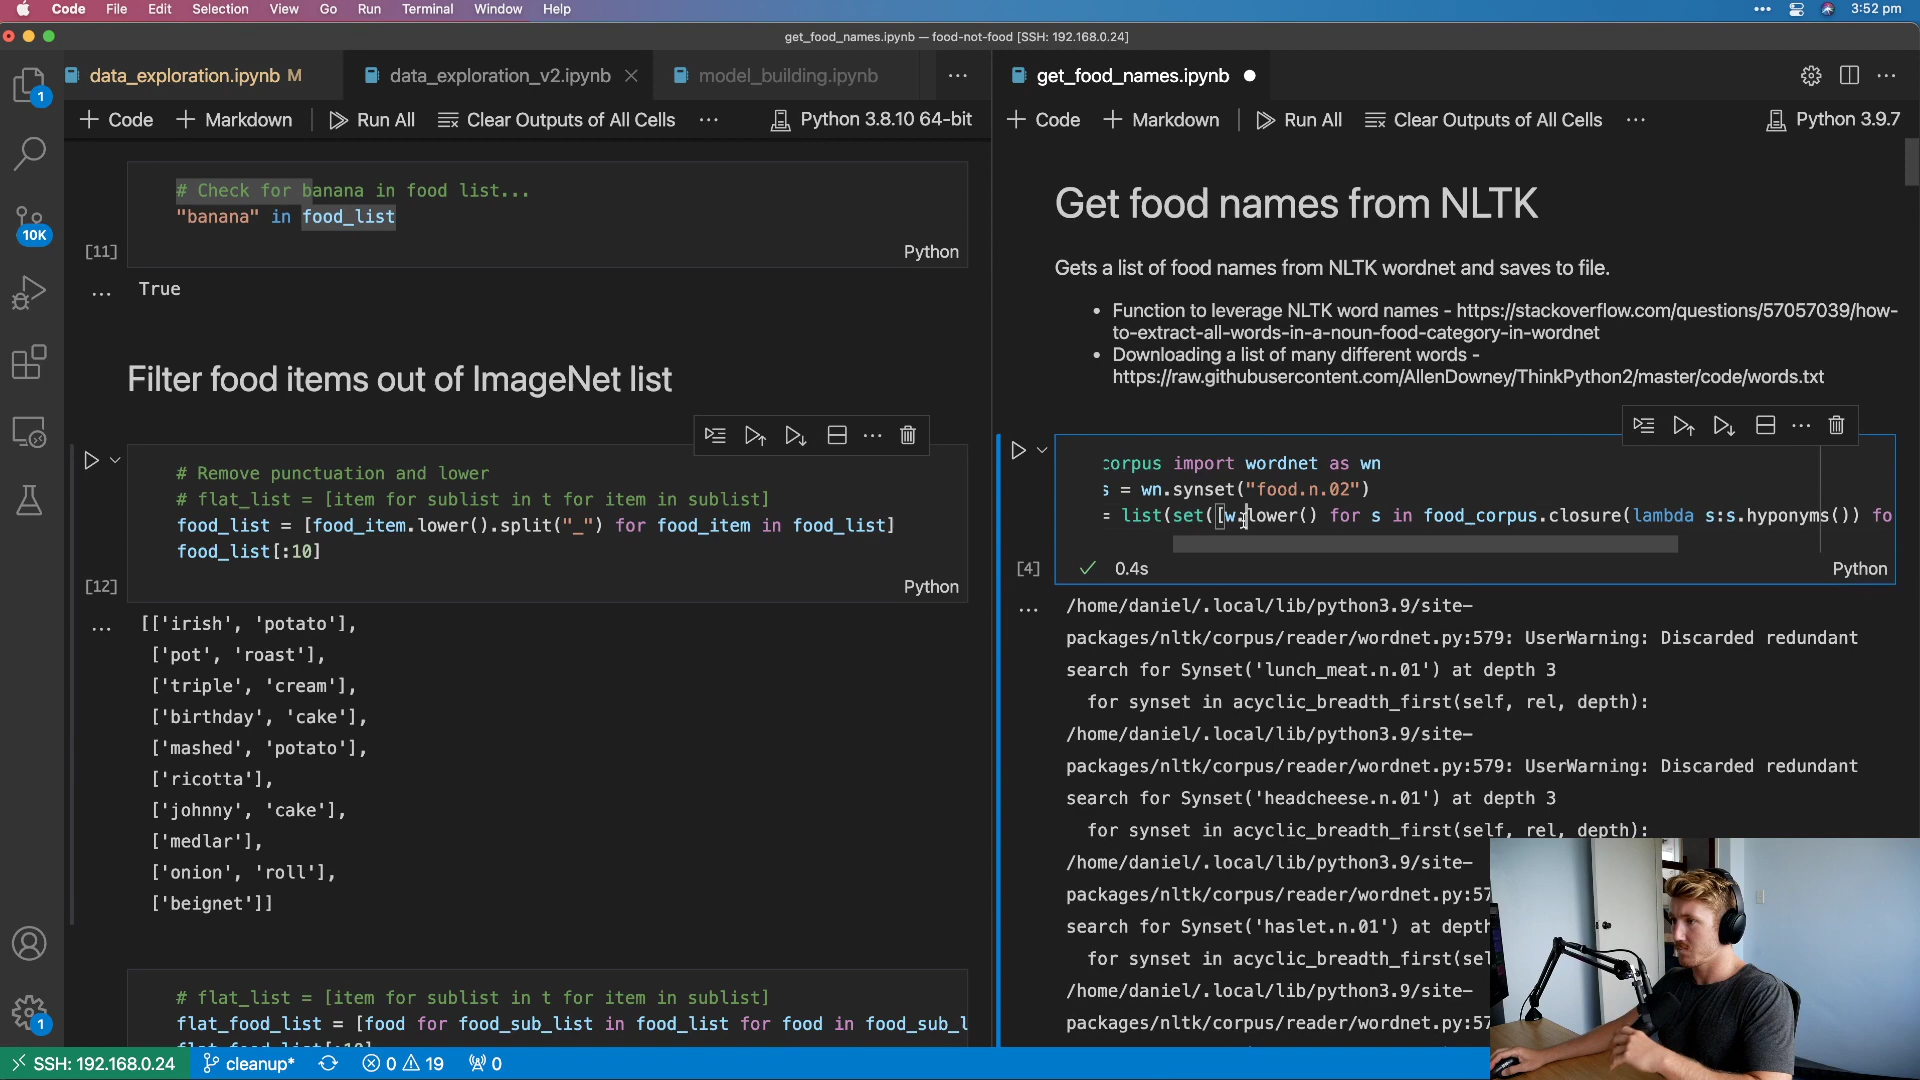 Code File Edit Selection View Go Run Terminal Window Help
3:52 pm
get_food_names.ipynb — food-not-food [SSH: 192.168.0.24]
data_exploration.ipynb M
data_exploration_v2.ipynb
model_building.ipynb
Code Markdown Run All Clear Outputs of All Cells
Python 3.8.10 64-bit
# Check for banana in food list...
"banana" in food_list
[11]
Python
True
Filter food items out of ImageNet list
# Remove punctuation and lower
# flat_list = [item for sublist in t for item in sublist]
food_list = [food_item.lower().split("_") for food_item in food_list]
food_list[:10]
[12]
Python
[['irish', 'potato'],
['pot', 'roast'],
['triple', 'cream'],
['birthday', 'cake'],
['mashed', 'potato'],
['ricotta'],
['johnny', 'cake'],
['medlar'],
['onion', 'roll'],
['beignet']]
# flat_list = [item for sublist in t for item in sublist]
flat_food_list = [food for food_sub_list in food_list for food in food_sub_l
get_food_names.ipynb
Code Markdown Run All Clear Outputs of All Cells
Python 3.9.7
Get food names from NLTK
Gets a list of food names from NLTK wordnet and saves to file.
• Function to leverage NLTK word names - https://stackoverflow.com/questions/57057039/how-
to-extract-all-words-in-a-noun-food-category-in-wordnet
• Downloading a list of many different words -
https://raw.githubusercontent.com/AllenDowney/ThinkPython2/master/code/words.txt
corpus import wordnet as wn
s = wn.synset("food.n.02")
= list(set([w.lower() for s in food_corpus.closure(lambda s:s.hyponyms()) fo
[4]
0.4s
Python
/home/daniel/.local/lib/python3.9/site-
packages/nltk/corpus/reader/wordnet.py:579: UserWarning: Discarded redundant
search for Synset('lunch_meat.n.01') at depth 3
for synset in acyclic_breadth_first(self, rel, depth):
/home/daniel/.local/lib/python3.9/site-
packages/nltk/corpus/reader/wordnet.py:579: UserWarning: Discarded redundant
search for Synset('headcheese.n.01') at depth 3
for synset in acyclic_breadth_first(self, rel, depth):
/home/daniel/.local/lib/python3.9/site-
packages/nltk/corpus/reader/wordnet.py:57
search for Synset('haslet.n.01') at depth
for synset in acyclic_breadth_first(sel
/home/daniel/.local/lib/python3.9/site-
packages/nltk/corpus/reader/wordnet.py:57
1
10K
1
SSH: 192.168.0.24 cleanup* 0 19 0